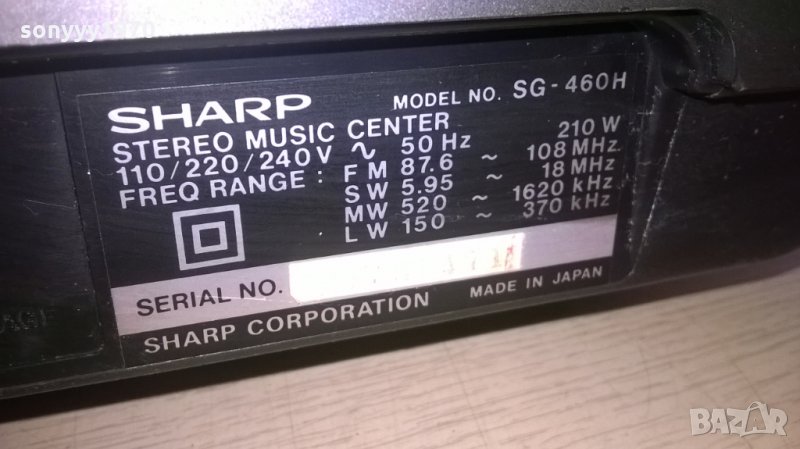 SHARP MODEL NO. SG-460H
STEREO MUSIC CENTER 210 W
110/220/240V ~ 50 Hz
FREQ RANGE : FM 87.6 ~ 108 MHz
SW 5.95 ~ 18 MHz
MW 520 ~ 1620 kHz
LW 150 ~ 370 kHz
SERIAL NO.
SHARP CORPORATION MADE IN JAPAN
BAZAR